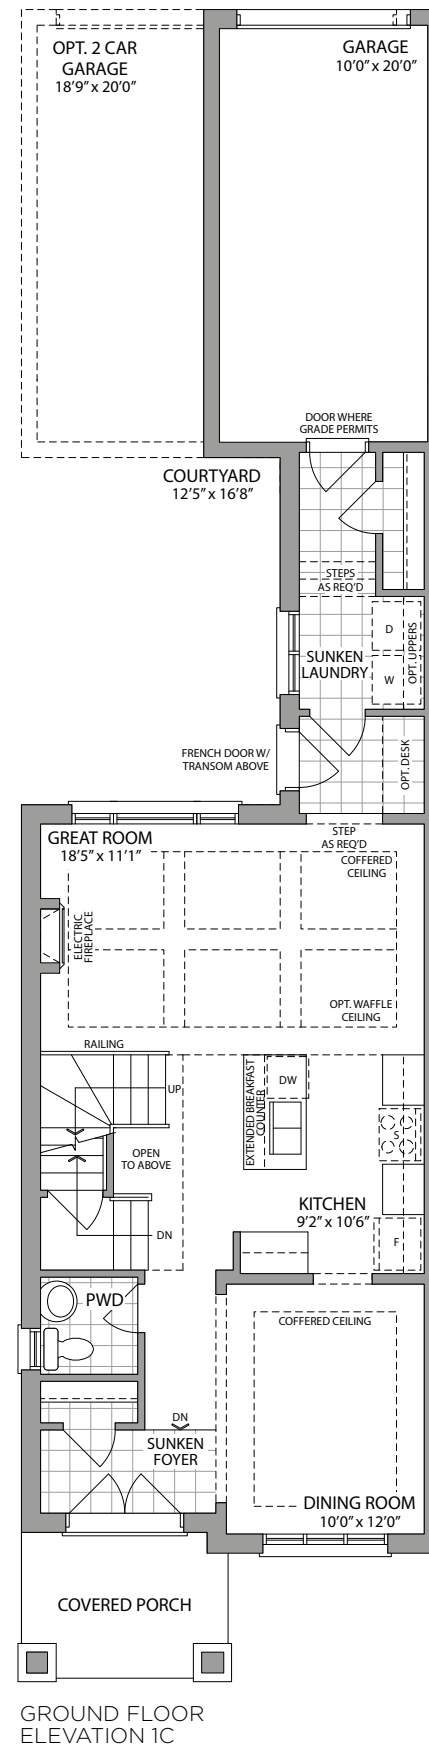 OPT. 2 CAR
GARAGE
18'9" x 20'0"
GARAGE
10'0" x 20'0"
DOOR WHERE
GRADE PERMITS
COURTYARD
12'5" x 16'8"
STEPS
AS REQ'D
D
W
OPT. UPPERS
SUNKEN
LAUNDRY
FRENCH DOOR W/
TRANSOM ABOVE
OPT. DESK
STEP
AS REQ'D
GREAT ROOM
18'5" x 11'1"
COFFERED
CEILING
ELECTRIC
FIREPLACE
OPT. WAFFLE
CEILING
RAILING
UP
EXTENDED BREAKFAST
COUNTER
DW
S
OPEN
TO ABOVE
DN
KITCHEN
9'2" x 10'6"
F
PWD
COFFERED CEILING
DN
SUNKEN
FOYER
DINING ROOM
10'0" x 12'0"
COVERED PORCH
GROUND FLOOR
ELEVATION 1C